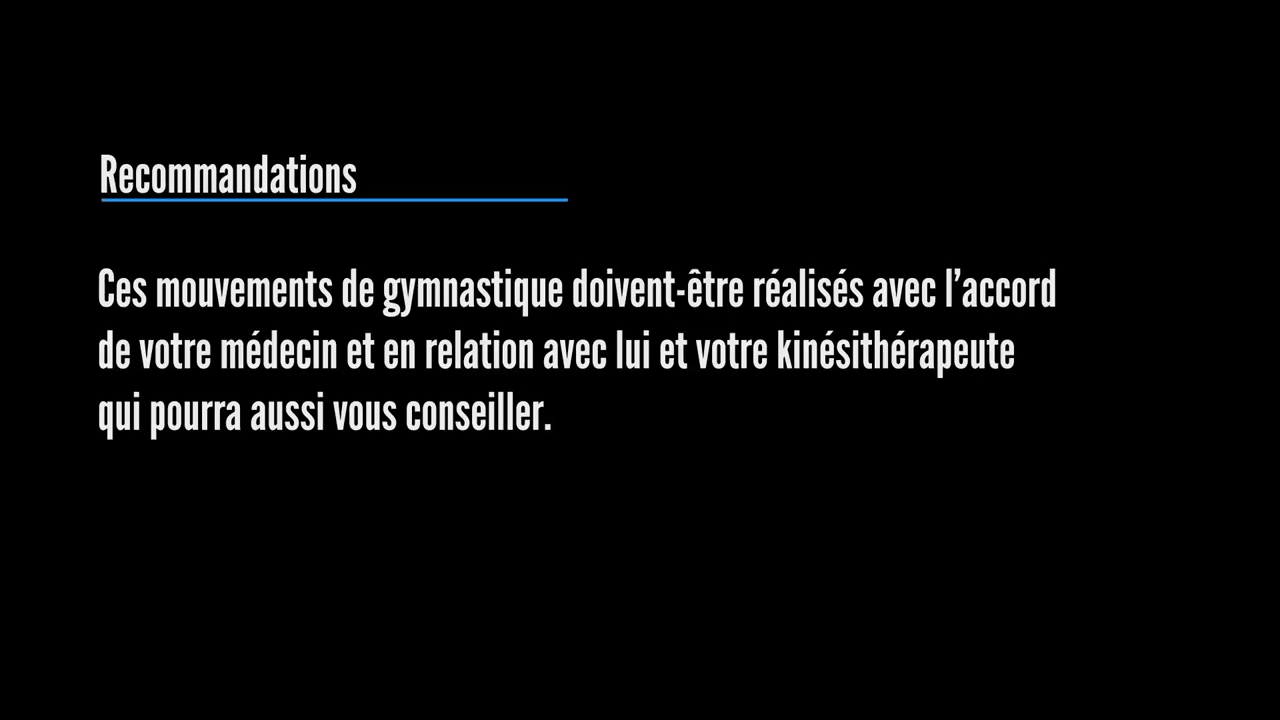 Recommandations
Ces mouvements de gymnastique doivent-être réalisés avec l’accord
de votre médecin et en relation avec lui et votre kinésithérapeute
qui pourra aussi vous conseiller.